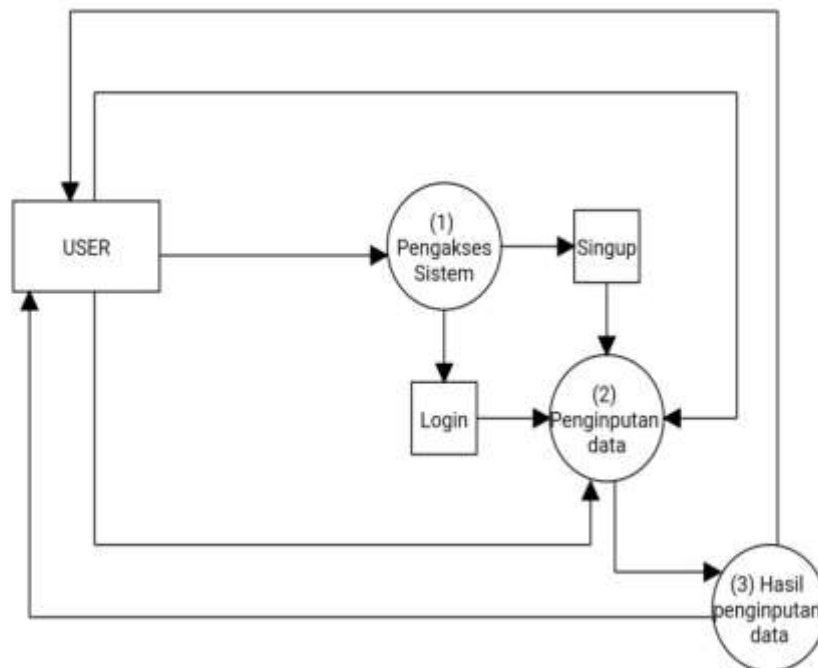 USER
(1)
Pengakses
Sistem
Singup
Login
(2)
Penginputan
data
(3) Hasil
penginputan
data